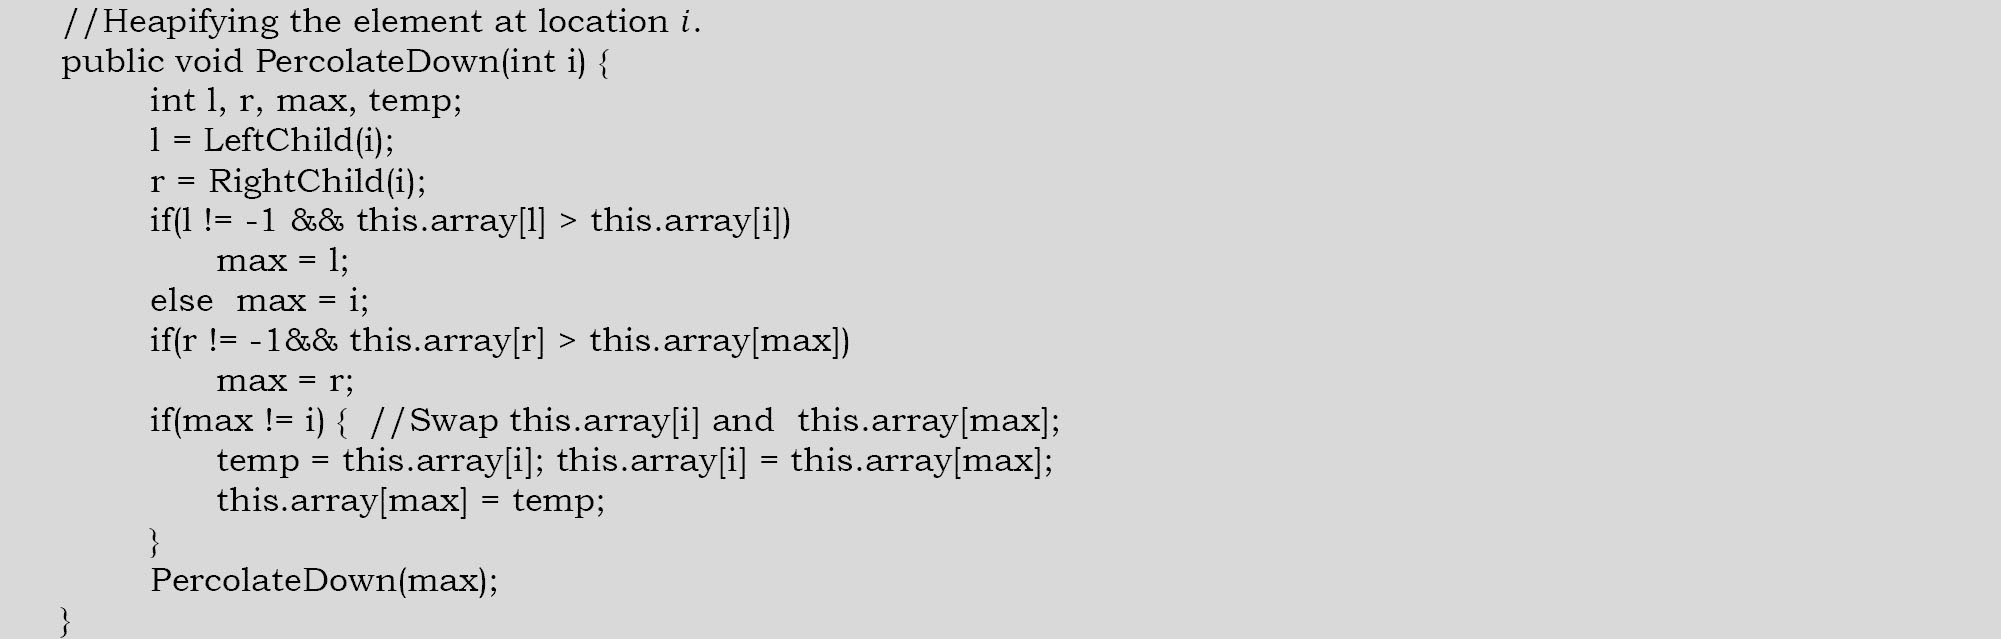 //Heapifying the element at location i.
public void PercolateDown(int i) {
int l, r, max, temp;
l = LeftChild(i);
r = RightChild(i);
if(l != -1 && this.array[l] > this.array[i])
max = l;
else  max = i;
if(r != -1&& this.array[r] > this.array[max])
max = r;
if(max != i) {  //Swap this.array[i] and  this.array[max];
temp = this.array[i]; this.array[i] = this.array[max];
this.array[max] = temp;
}
PercolateDown(max);
}